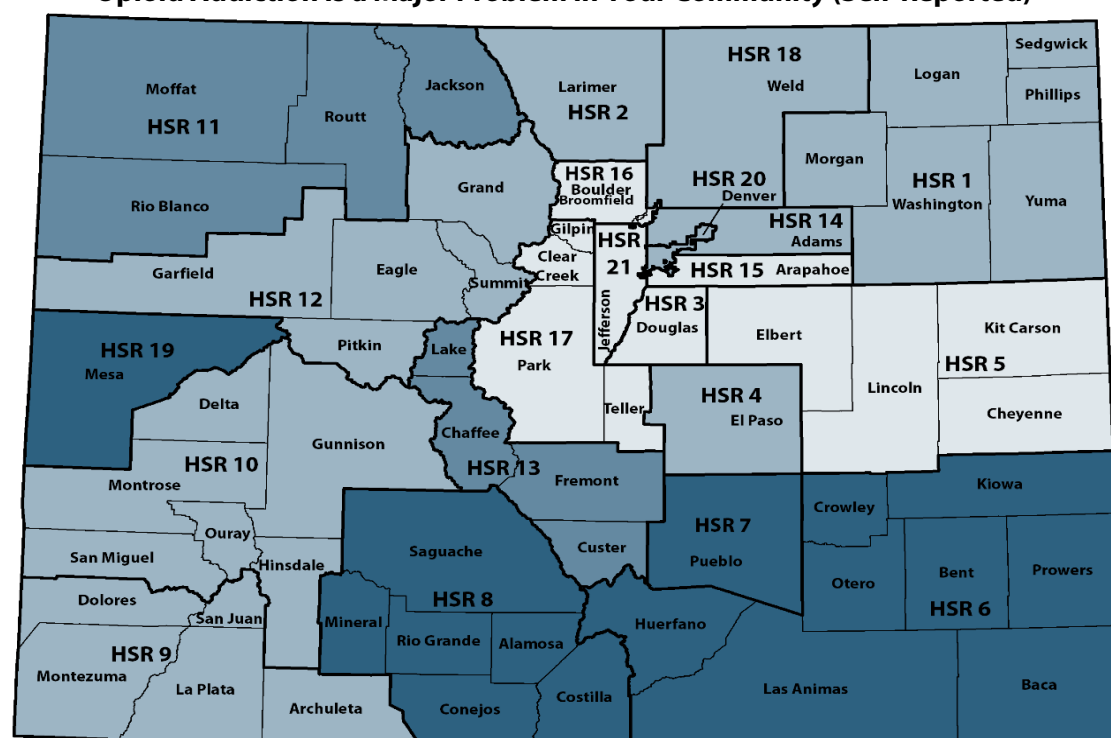 Opioid Addiction is a Major Problem in Your Community (Self-Reported)
Sedgwick
HSR 18
Logan
Jackson
Larimer
Weld
Moffat
Phillips
HSR 2
Routt
HSR 11
Morgan
HSR 16
Boulder
Broomfield
HSR 20
Denver
HSR 1
Washington
Grand
Yuma
Rio Blanco
HSR 14
Adams
Gilpin
HSR
21
Jefferson
Clear
Creek
HSR 15
Arapahoe
Garfield
Eagle
Summit
HSR 12
HSR 3
Douglas
Elbert
Kit Carson
HSR 17
Park
HSR 5
HSR 19
Mesa
Pitkin
Lake
Lincoln
HSR 4
El Paso
Teller
Cheyenne
Delta
Chaffee
Gunnison
HSR 10
HSR 13
Montrose
Fremont
Kiowa
Crowley
HSR 7
Pueblo
Ouray
Saguache
Custer
San Miguel
Hinsdale
Bent
Prowers
Otero
HSR 6
Dolores
HSR 8
San Juan
Mineral
Huerfano
Rio Grande
Alamosa
HSR 9
Montezuma
La Plata
Las Animas
Baca
Costilla
Archuleta
Conejos